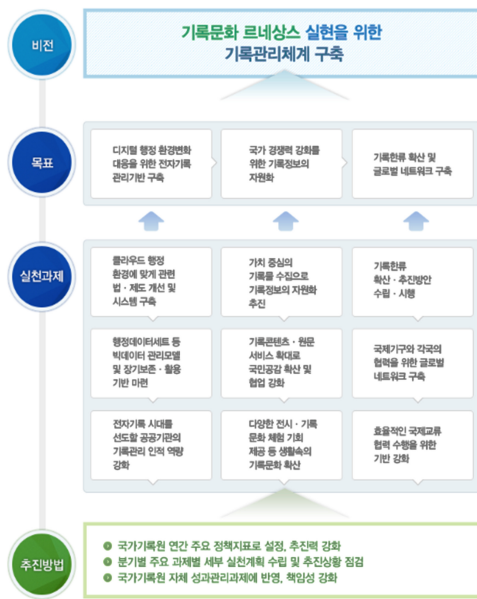 비전
기록문화 르네상스 실현을 위한
기록관리체계 구축
목표
디지털 행정 환경변화
대응을 위한 전자기록
관리기반 구축
국가 경쟁력 강화를
위한 기록정보의
자원화
기록한류 확산 및
글로벌 네트워크 구축
실천과제
클라우드 행정
환경에 맞게 관련
법 · 제도 개선 및
시스템 구축
가치 중심의
기록물 수집으로
기록정보의 자원화
추진
기록한류
확산 · 추진방안
수립 · 시행
행정데이터세트 등
빅데이터 관리모델
및 장기보존 · 활용
기반 마련
기록콘텐츠 · 원문
서비스 확대로
국민공감 확산 및
협업 강화
국제기구와 각국의
협력을 위한 글로벌
네트워크 구축
전자기록 시대를
선도할 공공기관의
기록관리 인적 역량
강화
다양한 전시 · 기록
문화 체험 기회
제공 등 생활속의
기록문화 확산
효율적인 국제교류
협력 수행을 위한
기반 강화
추진방법
국가기록원 연간 주요 정책지표로 설정, 추진력 강화
분기별 주요 과제별 세부 실천계획 수립 및 추진상황 점검
국가기록원 자체 성과관리과제에 반영, 책임성 강화